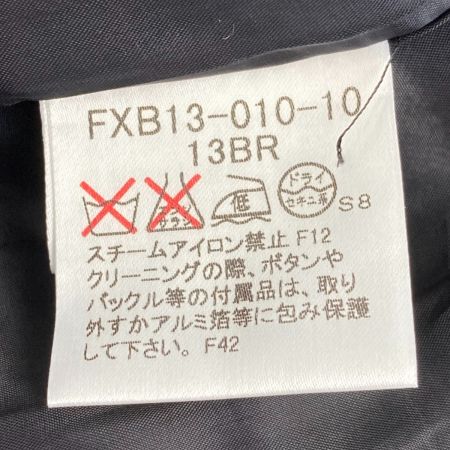 FXB13-010-10
13BR
低
ドライ
セキユ系
S8
スチームアイロン禁止 F12
クリーニングの際、ボタンや
バックル等の付属品は、取り
外すかアルミ箔等に包み保護
して下さい。F42